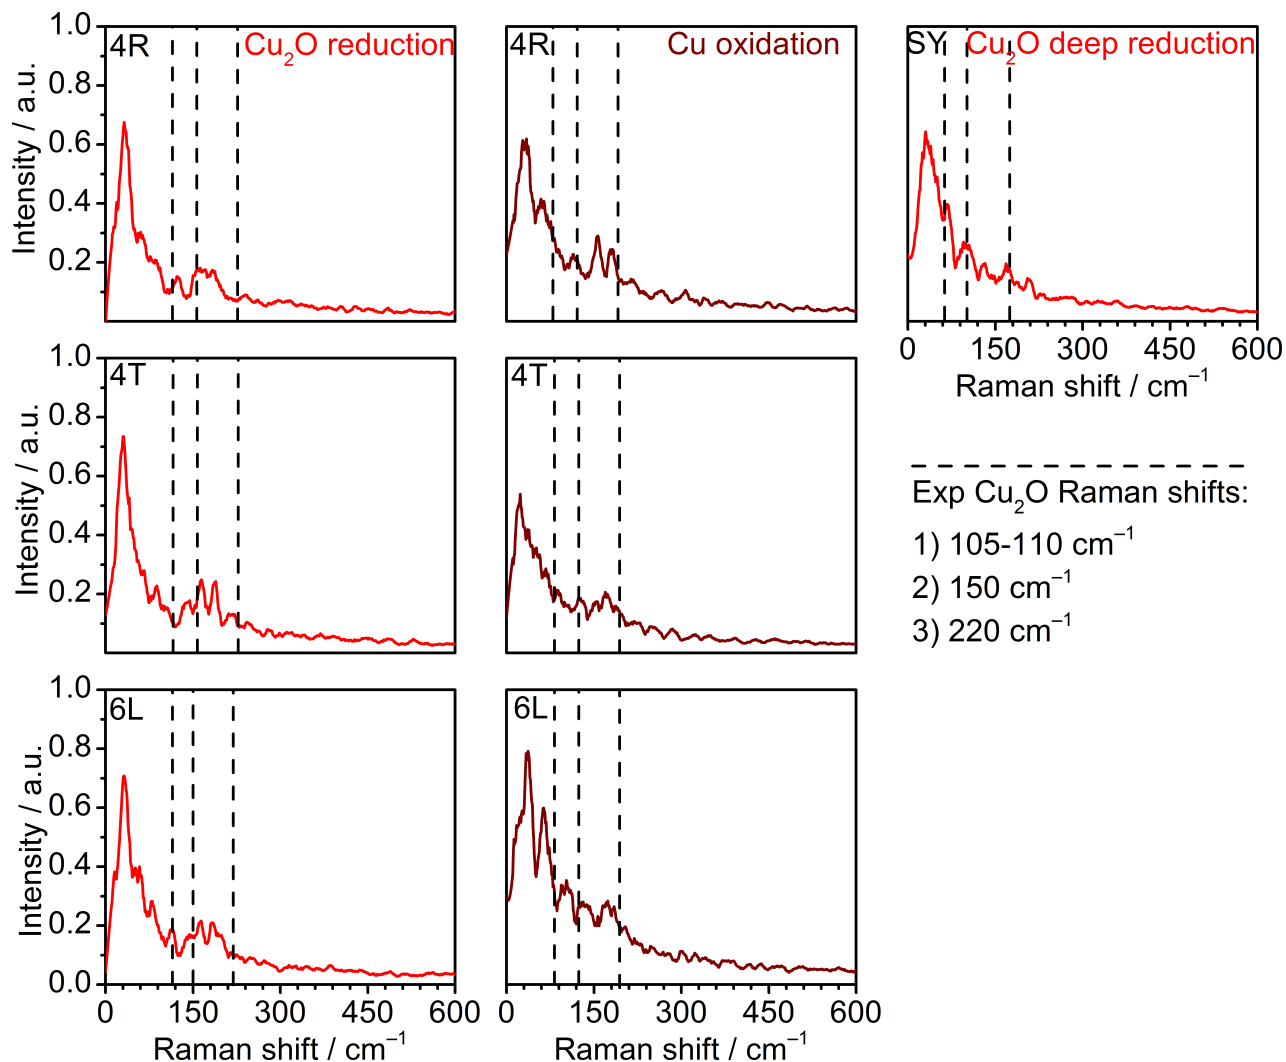 1.0
0.8
0.6
0.4
0.2
Intensity / a.u.
4R
Cu₂O reduction
4R
Cu oxidation
SY
Cu₂O deep reduction
0 150 300 450 600
Raman shift / cm⁻¹
1.0
0.8
0.6
0.4
0.2
Intensity / a.u.
4T
4T
Exp Cu₂O Raman shifts:
1) 105-110 cm⁻¹
2) 150 cm⁻¹
3) 220 cm⁻¹
1.0
0.8
0.6
0.4
0.2
0.0
Intensity / a.u.
6L
6L
0 150 300 450 600
Raman shift / cm⁻¹
0 150 300 450 600
Raman shift / cm⁻¹